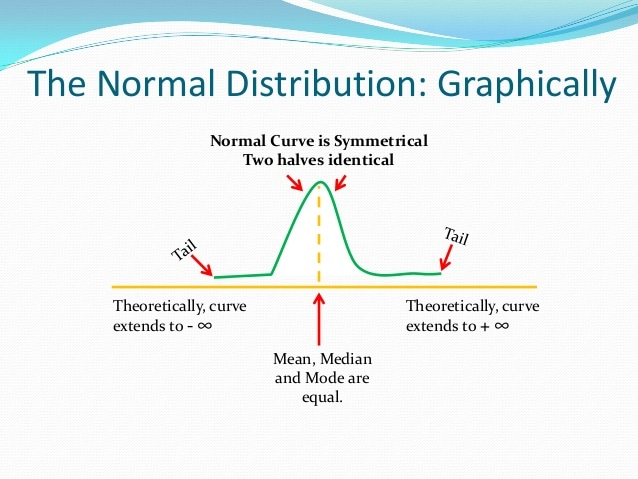 The Normal Distribution: Graphically
Normal Curve is Symmetrical
Two halves identical
Tail
Tail
Theoretically, curve
extends to - ∞
Theoretically, curve
extends to + ∞
Mean, Median
and Mode are
equal.